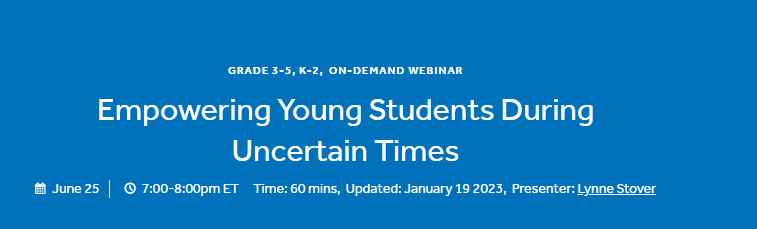 GRADE 3-5, K-2, ON-DEMAND WEBINAR
Empowering Young Students During
Uncertain Times
June 25 7:00-8:00pm ET Time: 60 mins, Updated: January 19 2023, Presenter: Lynne Stover